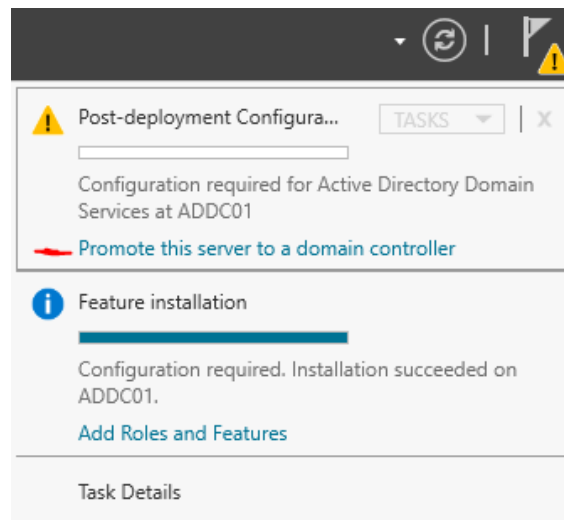 Post-deployment Configura...
TASKS
X
Configuration required for Active Directory Domain
Services at ADDC01
Promote this server to a domain controller
Feature installation
Configuration required. Installation succeeded on
ADDC01.
Add Roles and Features
Task Details